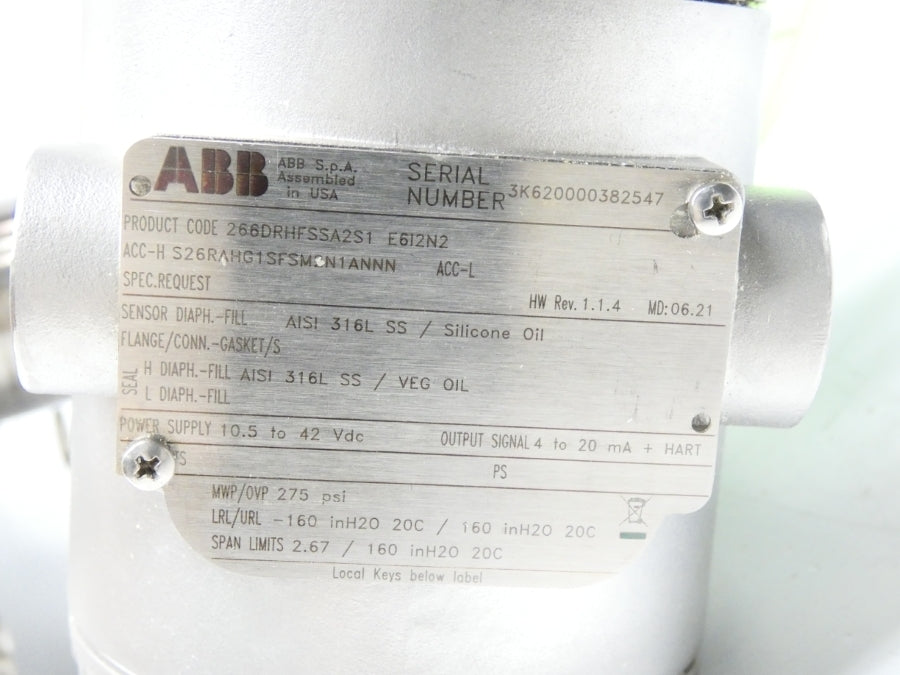 ABB
ABB S.p.A.
Assembled
in USA
SERIAL
NUMBER 3K620000382547
PRODUCT CODE 266DRHFSSA2S1 E6I2N2
ACC-H ACC-L
SPEC.REQUEST
HW Rev. 1.1.4 MD: 06.21
SENSOR DIAPH.-FILL AISI 316L SS / Silicone Oil
FLANGE/CONN.-GASKET/S
SEAL
H DIAPH.-FILL AISI 316L SS / VEG OIL
L DIAPH.-FILL
POWER SUPPLY 10.5 to 42 Vdc OUTPUT SIGNAL 4 to 20 mA + HART
PS
MWP/OVP 275 psi
LRL/URL -160 inH2O 20C / 160 inH2O 20C
SPAN LIMITS 2.67 / 160 inH2O 20C
Local Keys below label